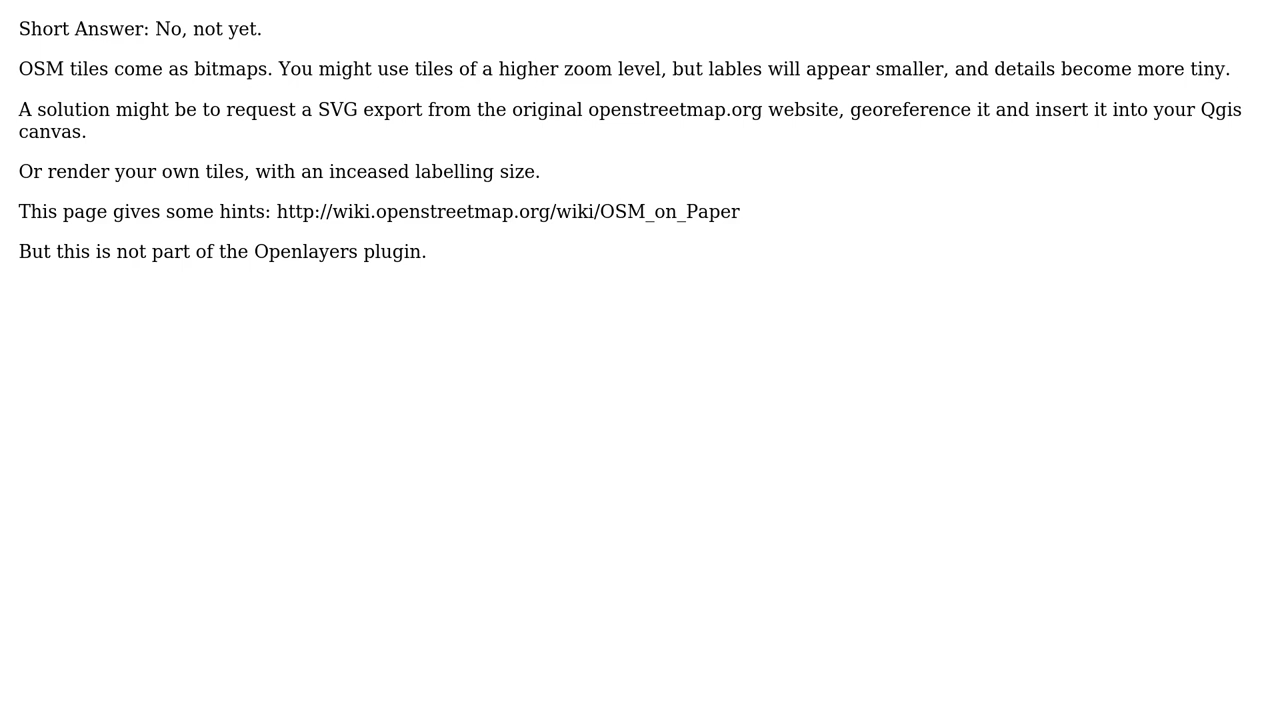 Short Answer: No, not yet.
OSM tiles come as bitmaps. You might use tiles of a higher zoom level, but lables will appear smaller, and details become more tiny.
A solution might be to request a SVG export from the original openstreetmap.org website, georeference it and insert it into your Qgis
canvas.
Or render your own tiles, with an inceased labelling size.
This page gives some hints: http://wiki.openstreetmap.org/wiki/OSM_on_Paper
But this is not part of the Openlayers plugin.